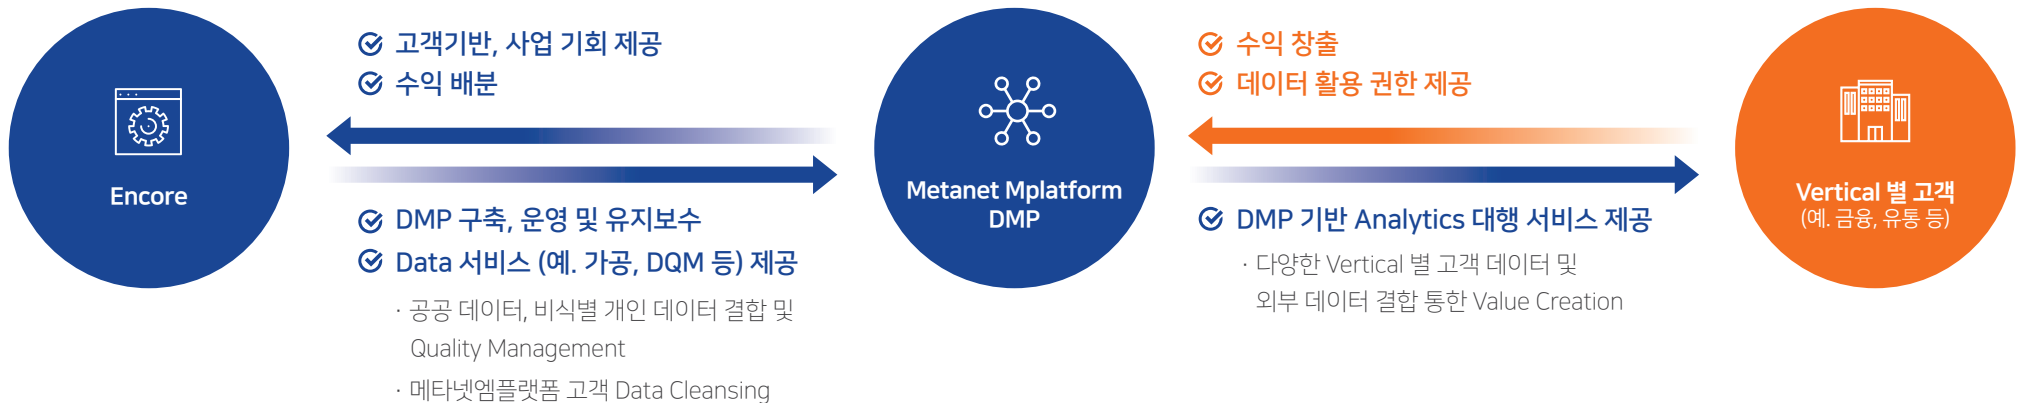 Encore
고객기반, 사업 기회 제공
수익 배분
DMP 구축, 운영 및 유지보수
Data 서비스 (예. 가공, DQM 등) 제공
· 공공 데이터, 비식별 개인 데이터 결합 및
Quality Management
· 메타넷엠플랫폼 고객 Data Cleansing
Metanet Mplatform
DMP
수익 창출
데이터 활용 권한 제공
DMP 기반 Analytics 대행 서비스 제공
· 다양한 Vertical 별 고객 데이터 및
외부 데이터 결합 통한 Value Creation
Vertical 별 고객
(예. 금융, 유통 등)